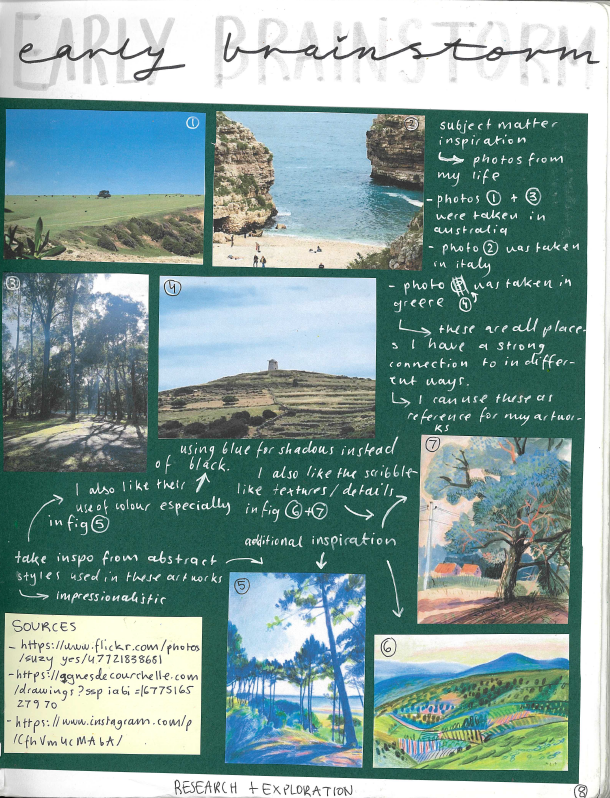 EARLY BRAINSTORM
early brainstorm
①
②
subject matter
inspiration
↳ photos from
my life
- photos ① + ③
were taken in
australia
- photo ② was taken
in italy
③
④
- photo was taken in
greere ④
↳ these are all place-
s I have a strong
connection to in differ-
ent ways.
↳ I can use these as
reference for my artwor-
ks
⑦
using blue for shadows instead
of black.
I also like their
use of colour especially
in fig ⑤
I also like the scribble
like textures / details
in fig ⑥ + ⑦
additional inspiration
take inspo from abstract
styles used in these artworks
↳ impressionalistic
⑤
⑥
SOURCES
- https://www.flickr.com/photos
/suzy yes/47721838651
- https://agnesdecourchelle.com
/drawings?ssp iabi =16775165
27970
- https://www.instagram.com/p
/CfhVmUcMAbA/
RESEARCH + EXPLORATION
⑧